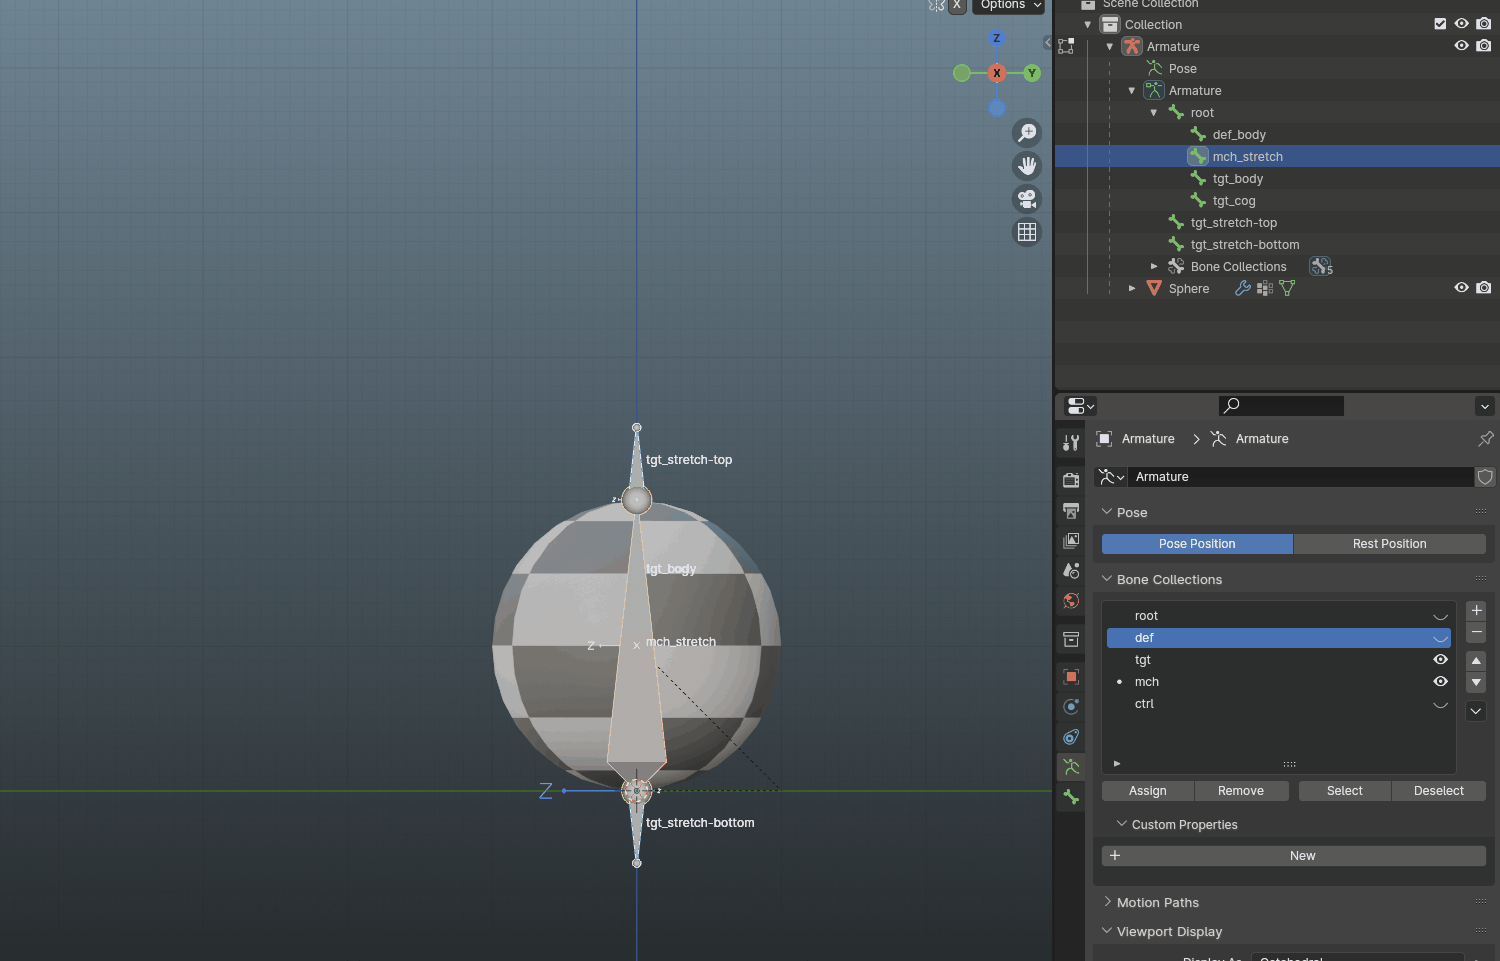 X Options
Z
X
Y
tgt_stretch-top
z
tgt_body
Z
X
mch_stretch
Z
z
tgt_stretch-bottom
Scene Collection
Collection
Armature
Pose
Armature
root
def_body
mch_stretch
tgt_body
tgt_cog
tgt_stretch-top
tgt_stretch-bottom
Bone Collections 5
Sphere
Armature > Armature
Armature
Pose
Pose Position Rest Position
Bone Collections
root
def
tgt
mch
ctrl
Assign Remove Select Deselect
Custom Properties
+ New
Motion Paths
Viewport Display